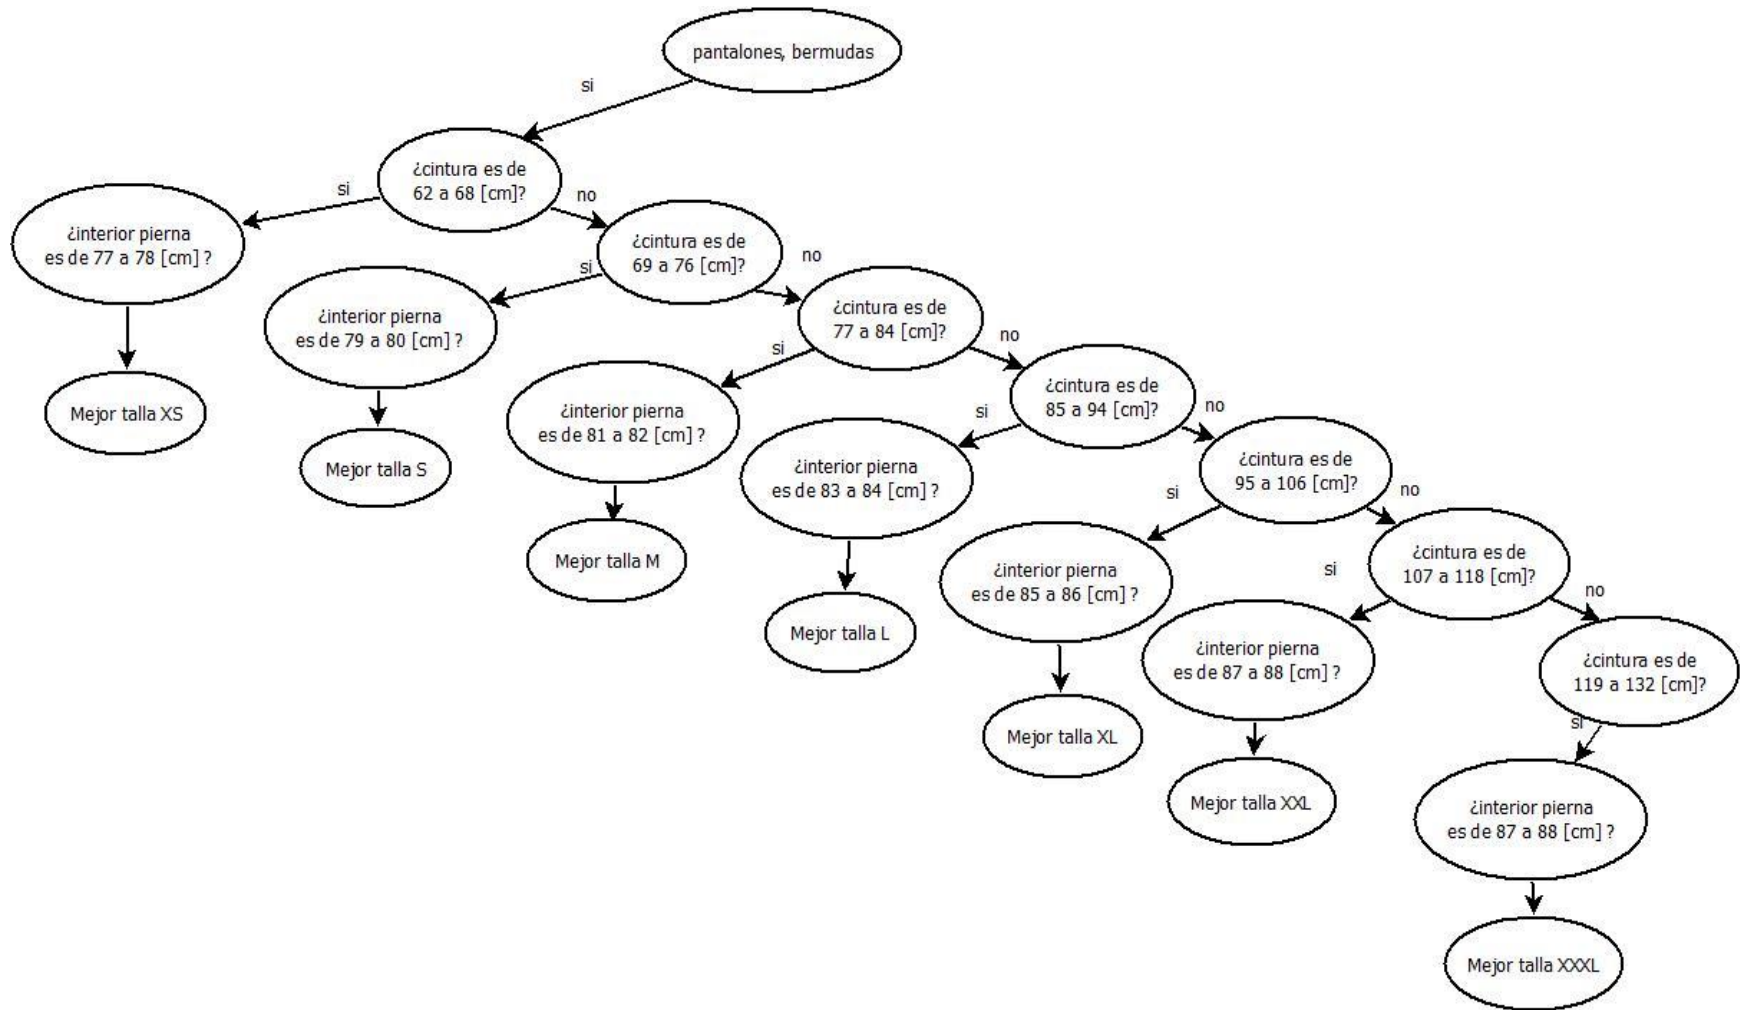 pantalones, bermudas
si
¿cintura es de
62 a 68 [cm]?
si
no
¿interior pierna
es de 77 a 78 [cm] ?
Mejor talla XS
¿cintura es de
69 a 76 [cm]?
si
no
¿interior pierna
es de 79 a 80 [cm] ?
Mejor talla S
¿cintura es de
77 a 84 [cm]?
si
no
¿interior pierna
es de 81 a 82 [cm] ?
Mejor talla M
¿cintura es de
85 a 94 [cm]?
si
no
¿interior pierna
es de 83 a 84 [cm] ?
Mejor talla L
¿cintura es de
95 a 106 [cm]?
si
no
¿interior pierna
es de 85 a 86 [cm] ?
Mejor talla XL
¿cintura es de
107 a 118 [cm]?
si
no
¿interior pierna
es de 87 a 88 [cm] ?
Mejor talla XXL
¿cintura es de
119 a 132 [cm]?
si
¿interior pierna
es de 87 a 88 [cm] ?
Mejor talla XXXL